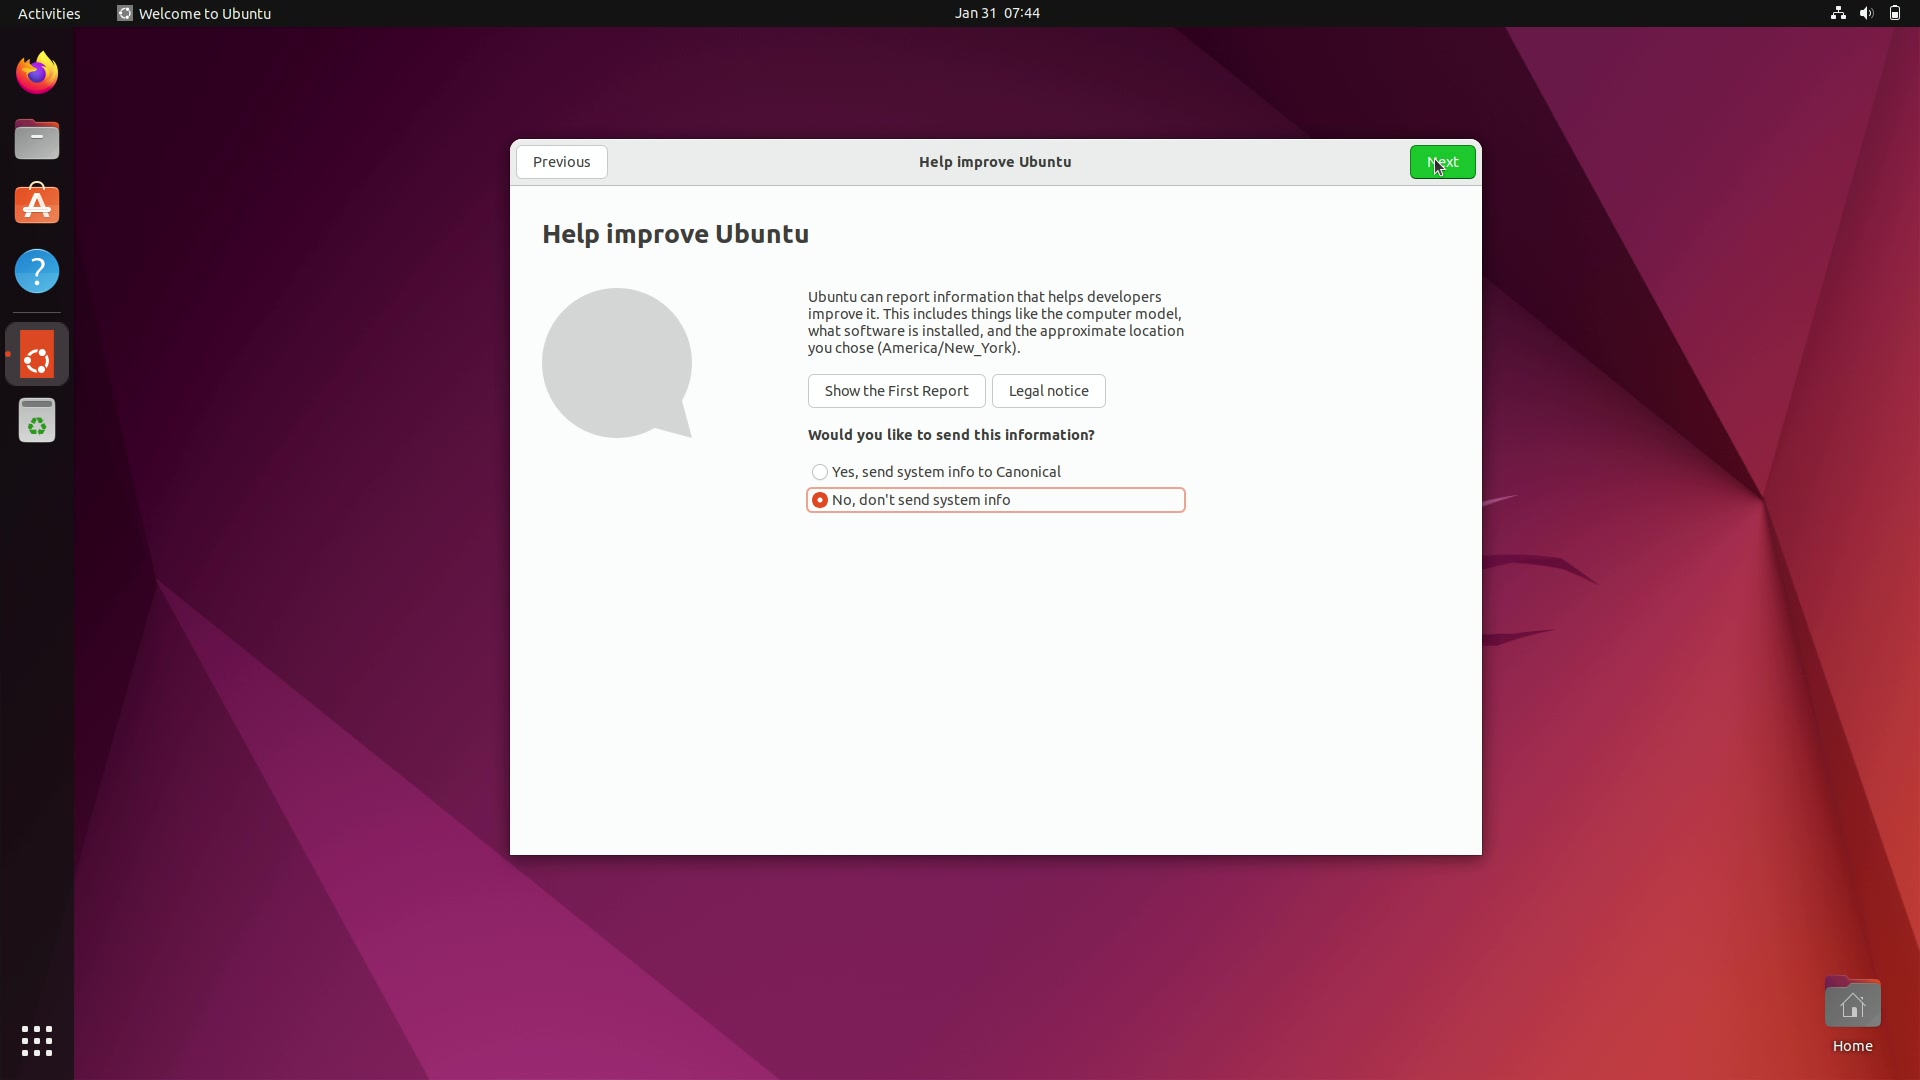 Activities Welcome to Ubuntu Jan 31 07:44
Previous Help improve Ubuntu Next
Help improve Ubuntu
Ubuntu can report information that helps developers
improve it. This includes things like the computer model,
what software is installed, and the approximate location
you chose (America/New_York).
Show the First Report Legal notice
Would you like to send this information?
Yes, send system info to Canonical
No, don't send system info
Home